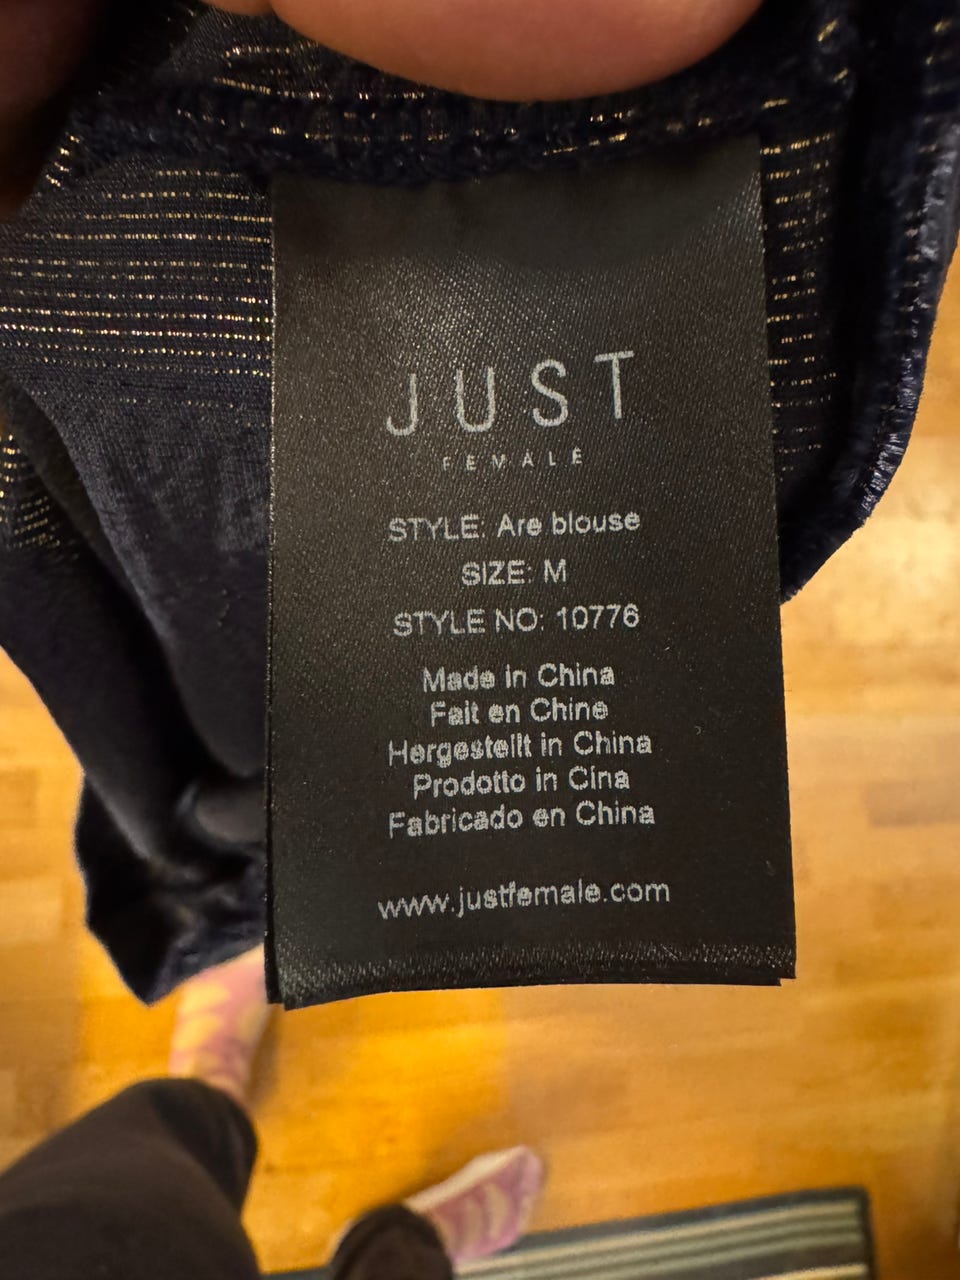 JUST
FEMALE
STYLE: Are blouse
SIZE: M
STYLE NO: 10776
Made in China
Fait en Chine
Hergestellt in China
Prodotto in Cina
Fabricado en China
www.justfemale.com